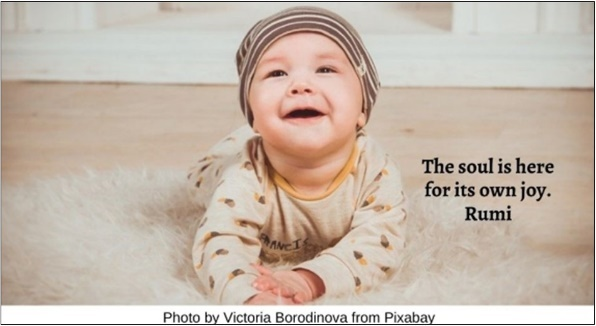 The soul is here
for its own joy.
Rumi
Photo by Victoria Borodinova from Pixabay